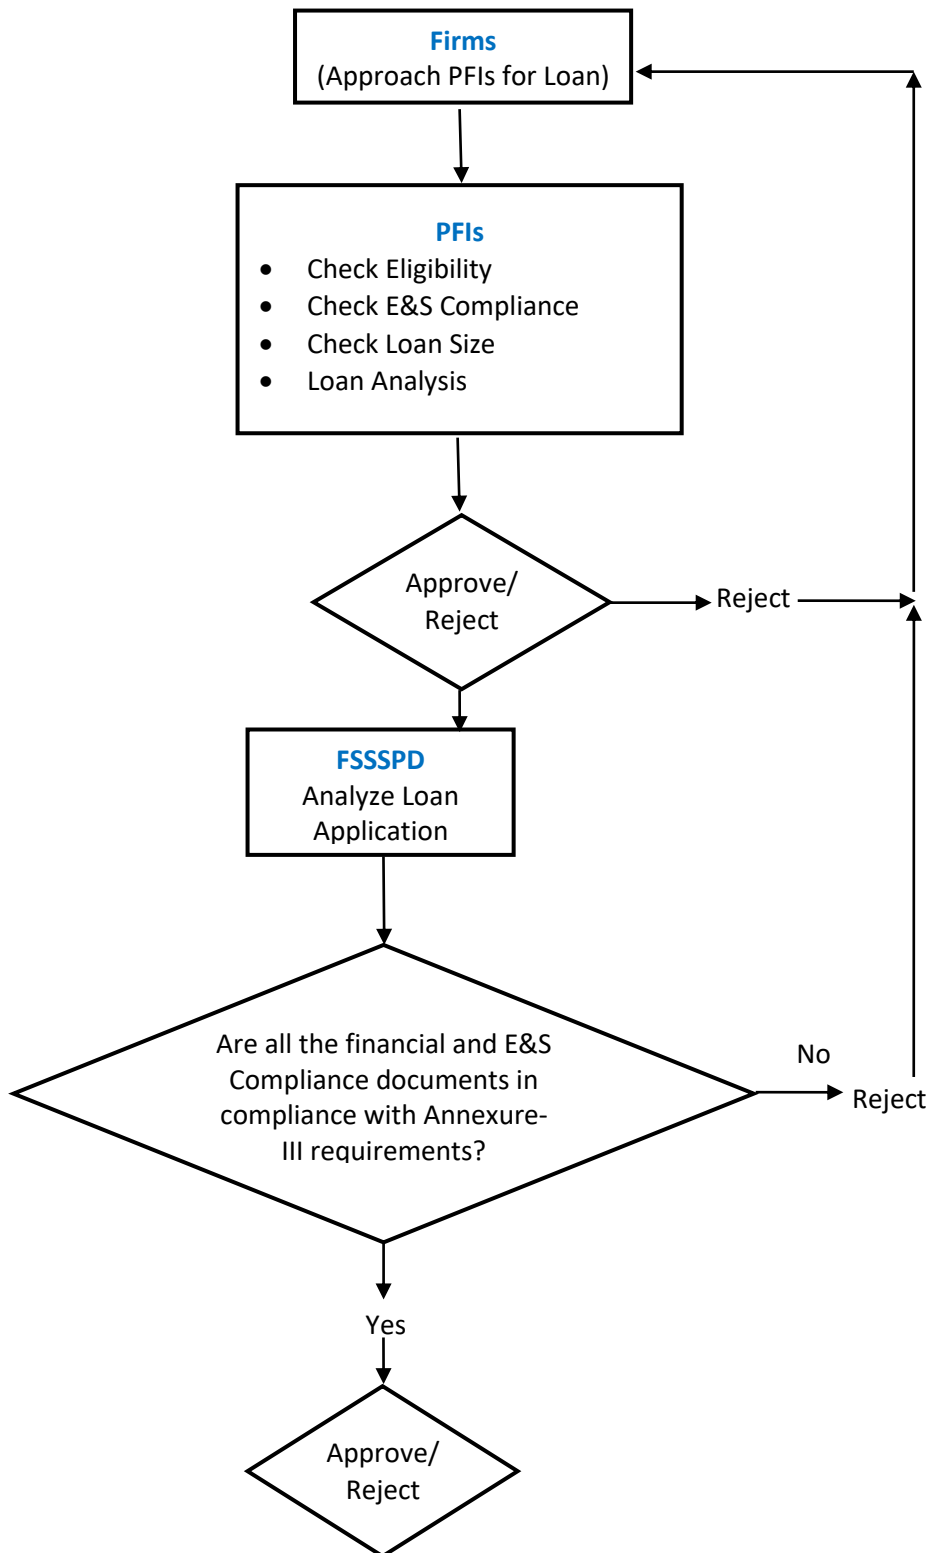 Firms
(Approach PFIs for Loan)
PFIs
• Check Eligibility
• Check E&S Compliance
• Check Loan Size
• Loan Analysis
Approve/
Reject
Reject
FSSSPD
Analyze Loan
Application
Are all the financial and E&S
Compliance documents in
compliance with Annexure-
III requirements?
No
Reject
Yes
Approve/
Reject